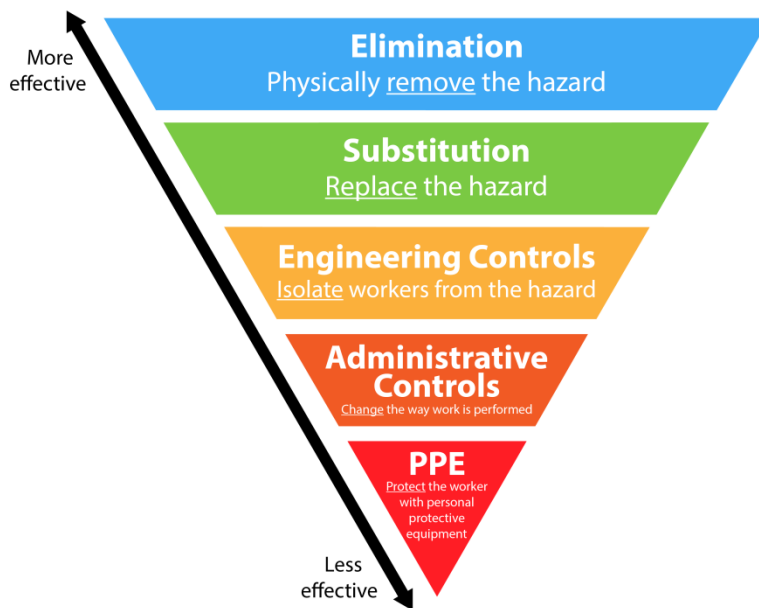 More
effective
Elimination
Physically remove the hazard
Substitution
Replace the hazard
Engineering Controls
Isolate workers from the hazard
Administrative
Controls
Change the way work is performed
PPE
Protect the worker
with personal
protective
equipment
Less
effective